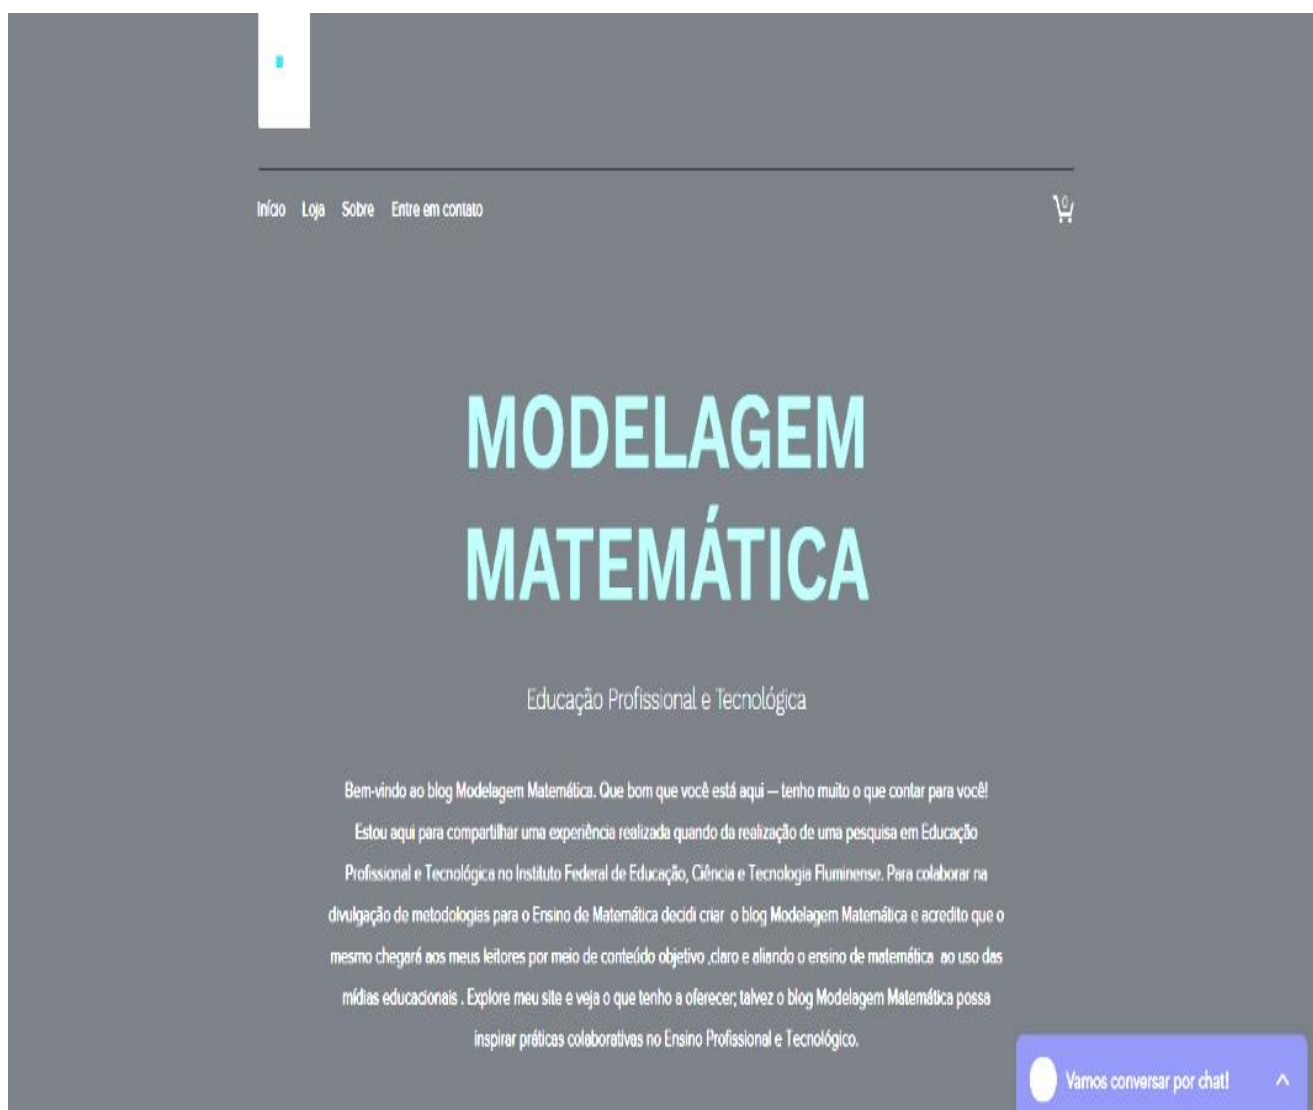 Início Loja Sobre Entre em contato
0
MODELAGEM
MATEMÁTICA
Educação Profissional e Tecnológica
Bem-vindo ao blog Modelagem Matemática. Que bom que você está aqui — tenho muito o que contar para você!
Estou aqui para compartilhar uma experiência realizada quando da realização de uma pesquisa em Educação
Profissional e Tecnológica no Instituto Federal de Educação, Ciência e Tecnologia Fluminense. Para colaborar na
divulgação de metodologias para o Ensino de Matemática decidi criar o blog Modelagem Matemática e acredito que o
mesmo chegará aos meus leitores por meio de conteúdo objetivo ,claro e aliando o ensino de matemática ao uso das
mídias educacionais . Explore meu site e veja o que tenho a oferecer; talvez o blog Modelagem Matemática possa
inspirar práticas colaborativas no Ensino Profissional e Tecnológico.
Vamos conversar por chat!